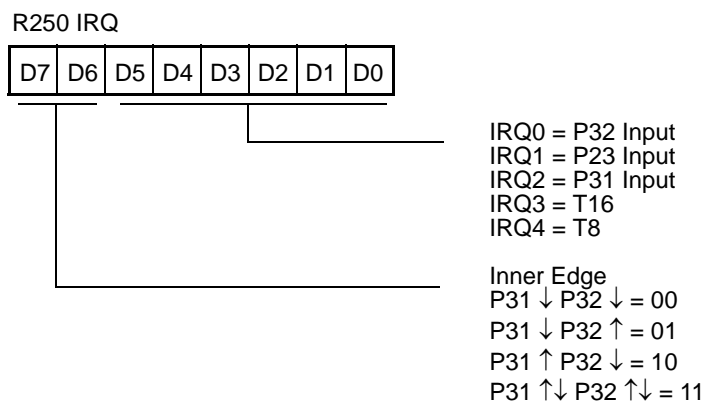 R250 IRQ
D7 D6 D5 D4 D3 D2 D1 D0
IRQ0 = P32 Input
IRQ1 = P23 Input
IRQ2 = P31 Input
IRQ3 = T16
IRQ4 = T8
Inner Edge
P31 ↓ P32 ↓ = 00
P31 ↓ P32 ↑ = 01
P31 ↑ P32 ↓ = 10
P31 ↑↓ P32 ↑↓ = 11